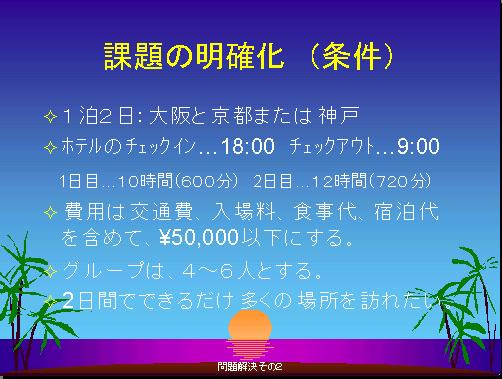 課題の明確化 （条件）
１泊２日: 大阪と京都または神戸
ﾎﾃﾙのﾁｪｯｸｲﾝ…18:00 ﾁｪｯｸｱｳﾄ…9:00
1日目…１０時間(６００分) 2日目…１２時間(７２０分)
費用は交通費、入場料、食事代、宿泊代
を含めて、¥50,000以下にする。
グループは、４～６人とする。
2日間でできるだけ多くの場所を訪れたい
問題解決その2